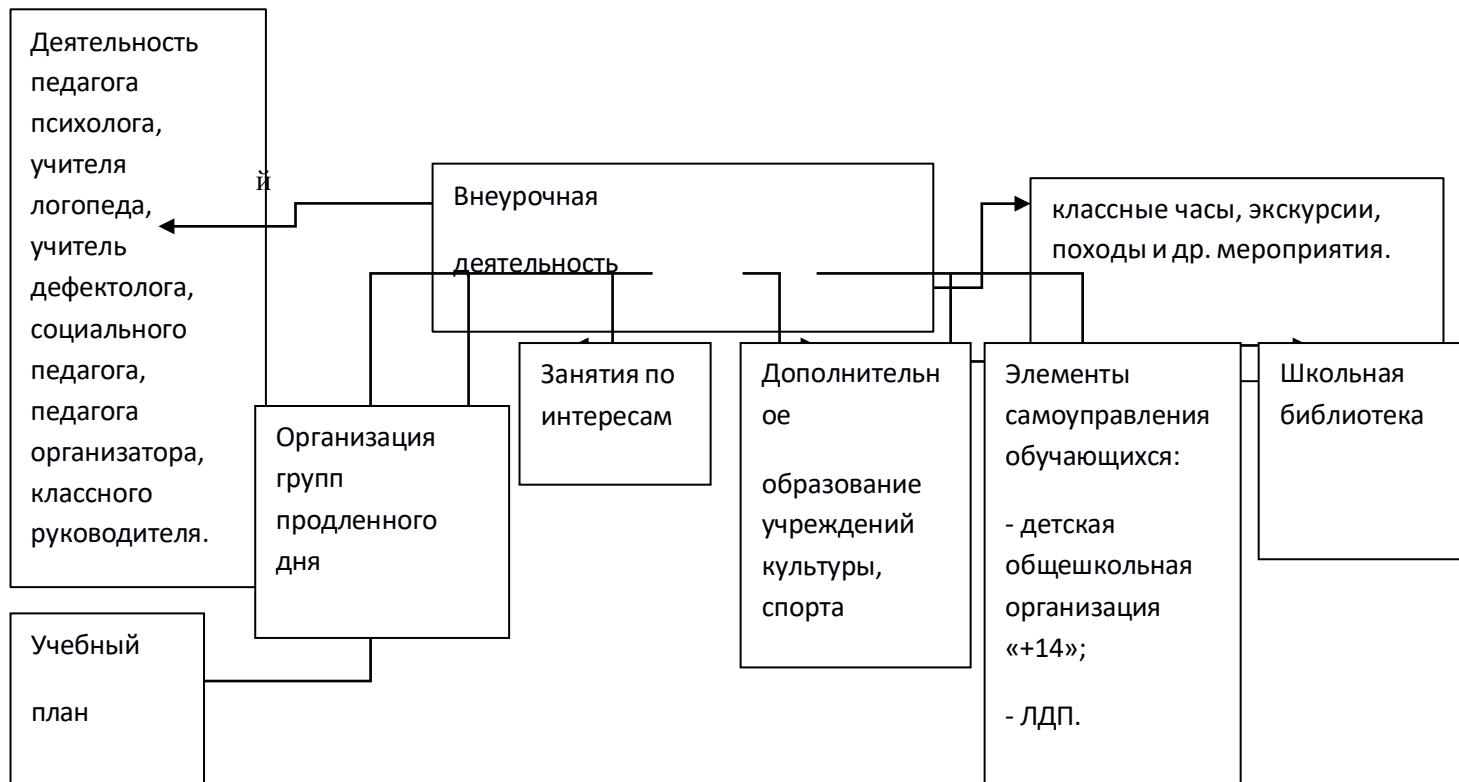 Деятельность
педагога
психолога,
учителя
логопеда,
учитель
дефектолога,
социального
педагога,
педагога
организатора,
классного
руководителя.
й
Внеурочная
деятельность
классные часы, экскурсии,
походы и др. мероприятия.
Организация
групп
продленного
дня
Занятия по
интересам
Дополнительн
ое
образование
учреждений
культуры,
спорта
Элементы
самоуправления
обучающихся:
- детская
общешкольная
организация
«+14»;
- ЛДП.
Школьная
библиотека
Учебный
план